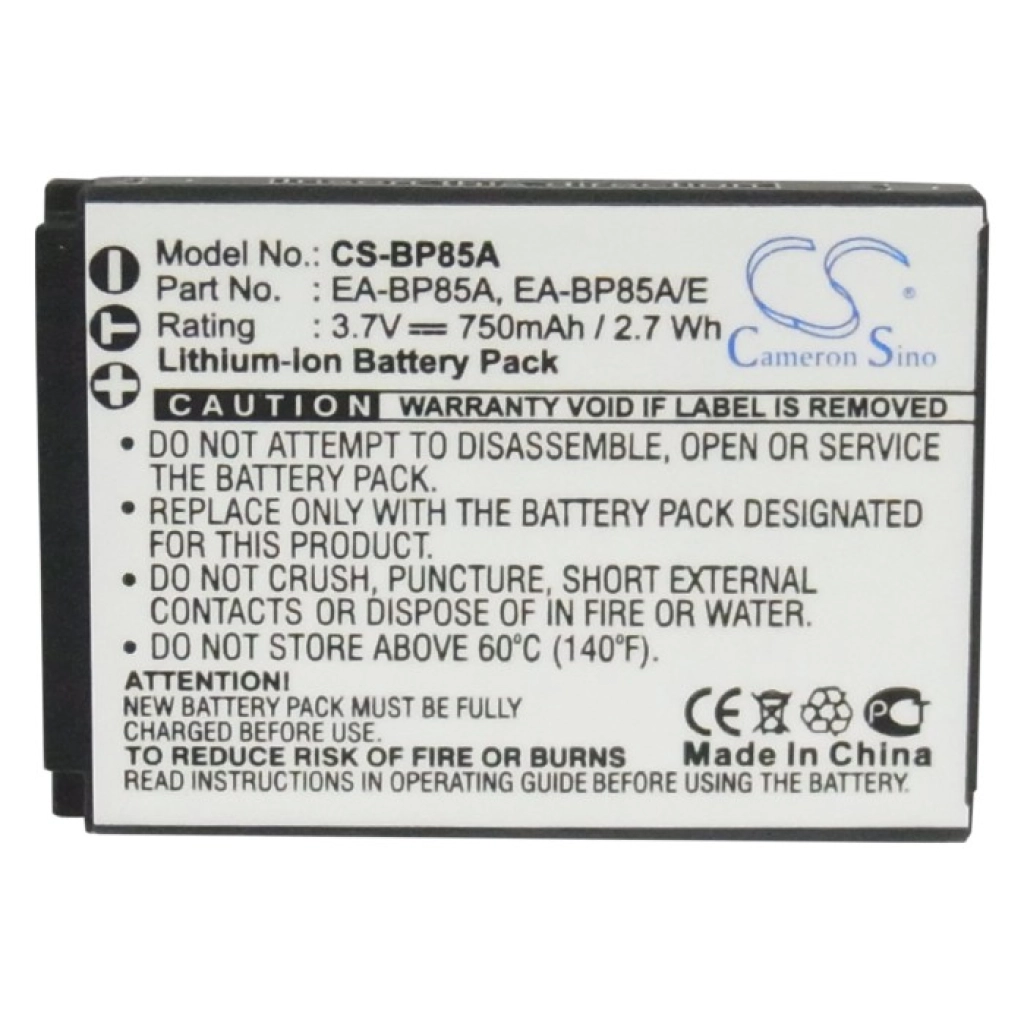 Model No.: CS-BP85A
Part No. : EA-BP85A, EA-BP85A/E
Rating : 3.7V 750mAh / 2.7 Wh
Lithium-ion Battery Pack
CS ®
Cameron Sino
CAUTION WARRANTY VOID IF LABEL IS REMOVED
• DO NOT ATTEMPT TO DISASSEMBLE, OPEN OR SERVICE
THE BATTERY PACK.
• REPLACE ONLY WITH THE BATTERY PACK DESIGNATED
FOR THIS PRODUCT.
• DO NOT CRUSH, PUNCTURE, SHORT EXTERNAL
CONTACTS OR DISPOSE OF IN FIRE OR WATER.
• DO NOT STORE ABOVE 60°C (140°F).
ATTENTION!
NEW BATTERY PACK MUST BE FULLY
CHARGED BEFORE USE.
TO REDUCE RISK OF FIRE OR BURNS
READ INSTRUCTIONS IN OPERATING GUIDE BEFORE USING THE BATTERY.
CE
Made In China